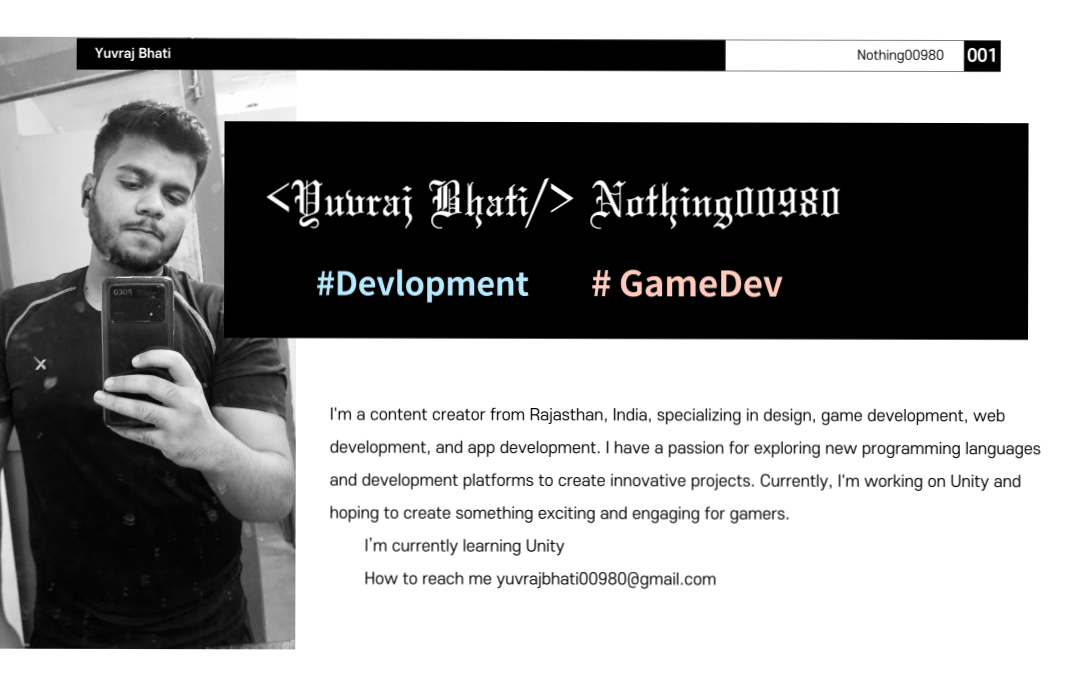 Yuvraj Bhati
Nothing00980
001
<Yuvraj Bhati/> Nothing00980
#Devlopment
# GameDev
I'm a content creator from Rajasthan, India, specializing in design, game development, web
development, and app development. I have a passion for exploring new programming languages
and development platforms to create innovative projects. Currently, I'm working on Unity and
hoping to create something exciting and engaging for gamers.
I'm currently learning Unity
How to reach me yuvrajbhati00980@gmail.com